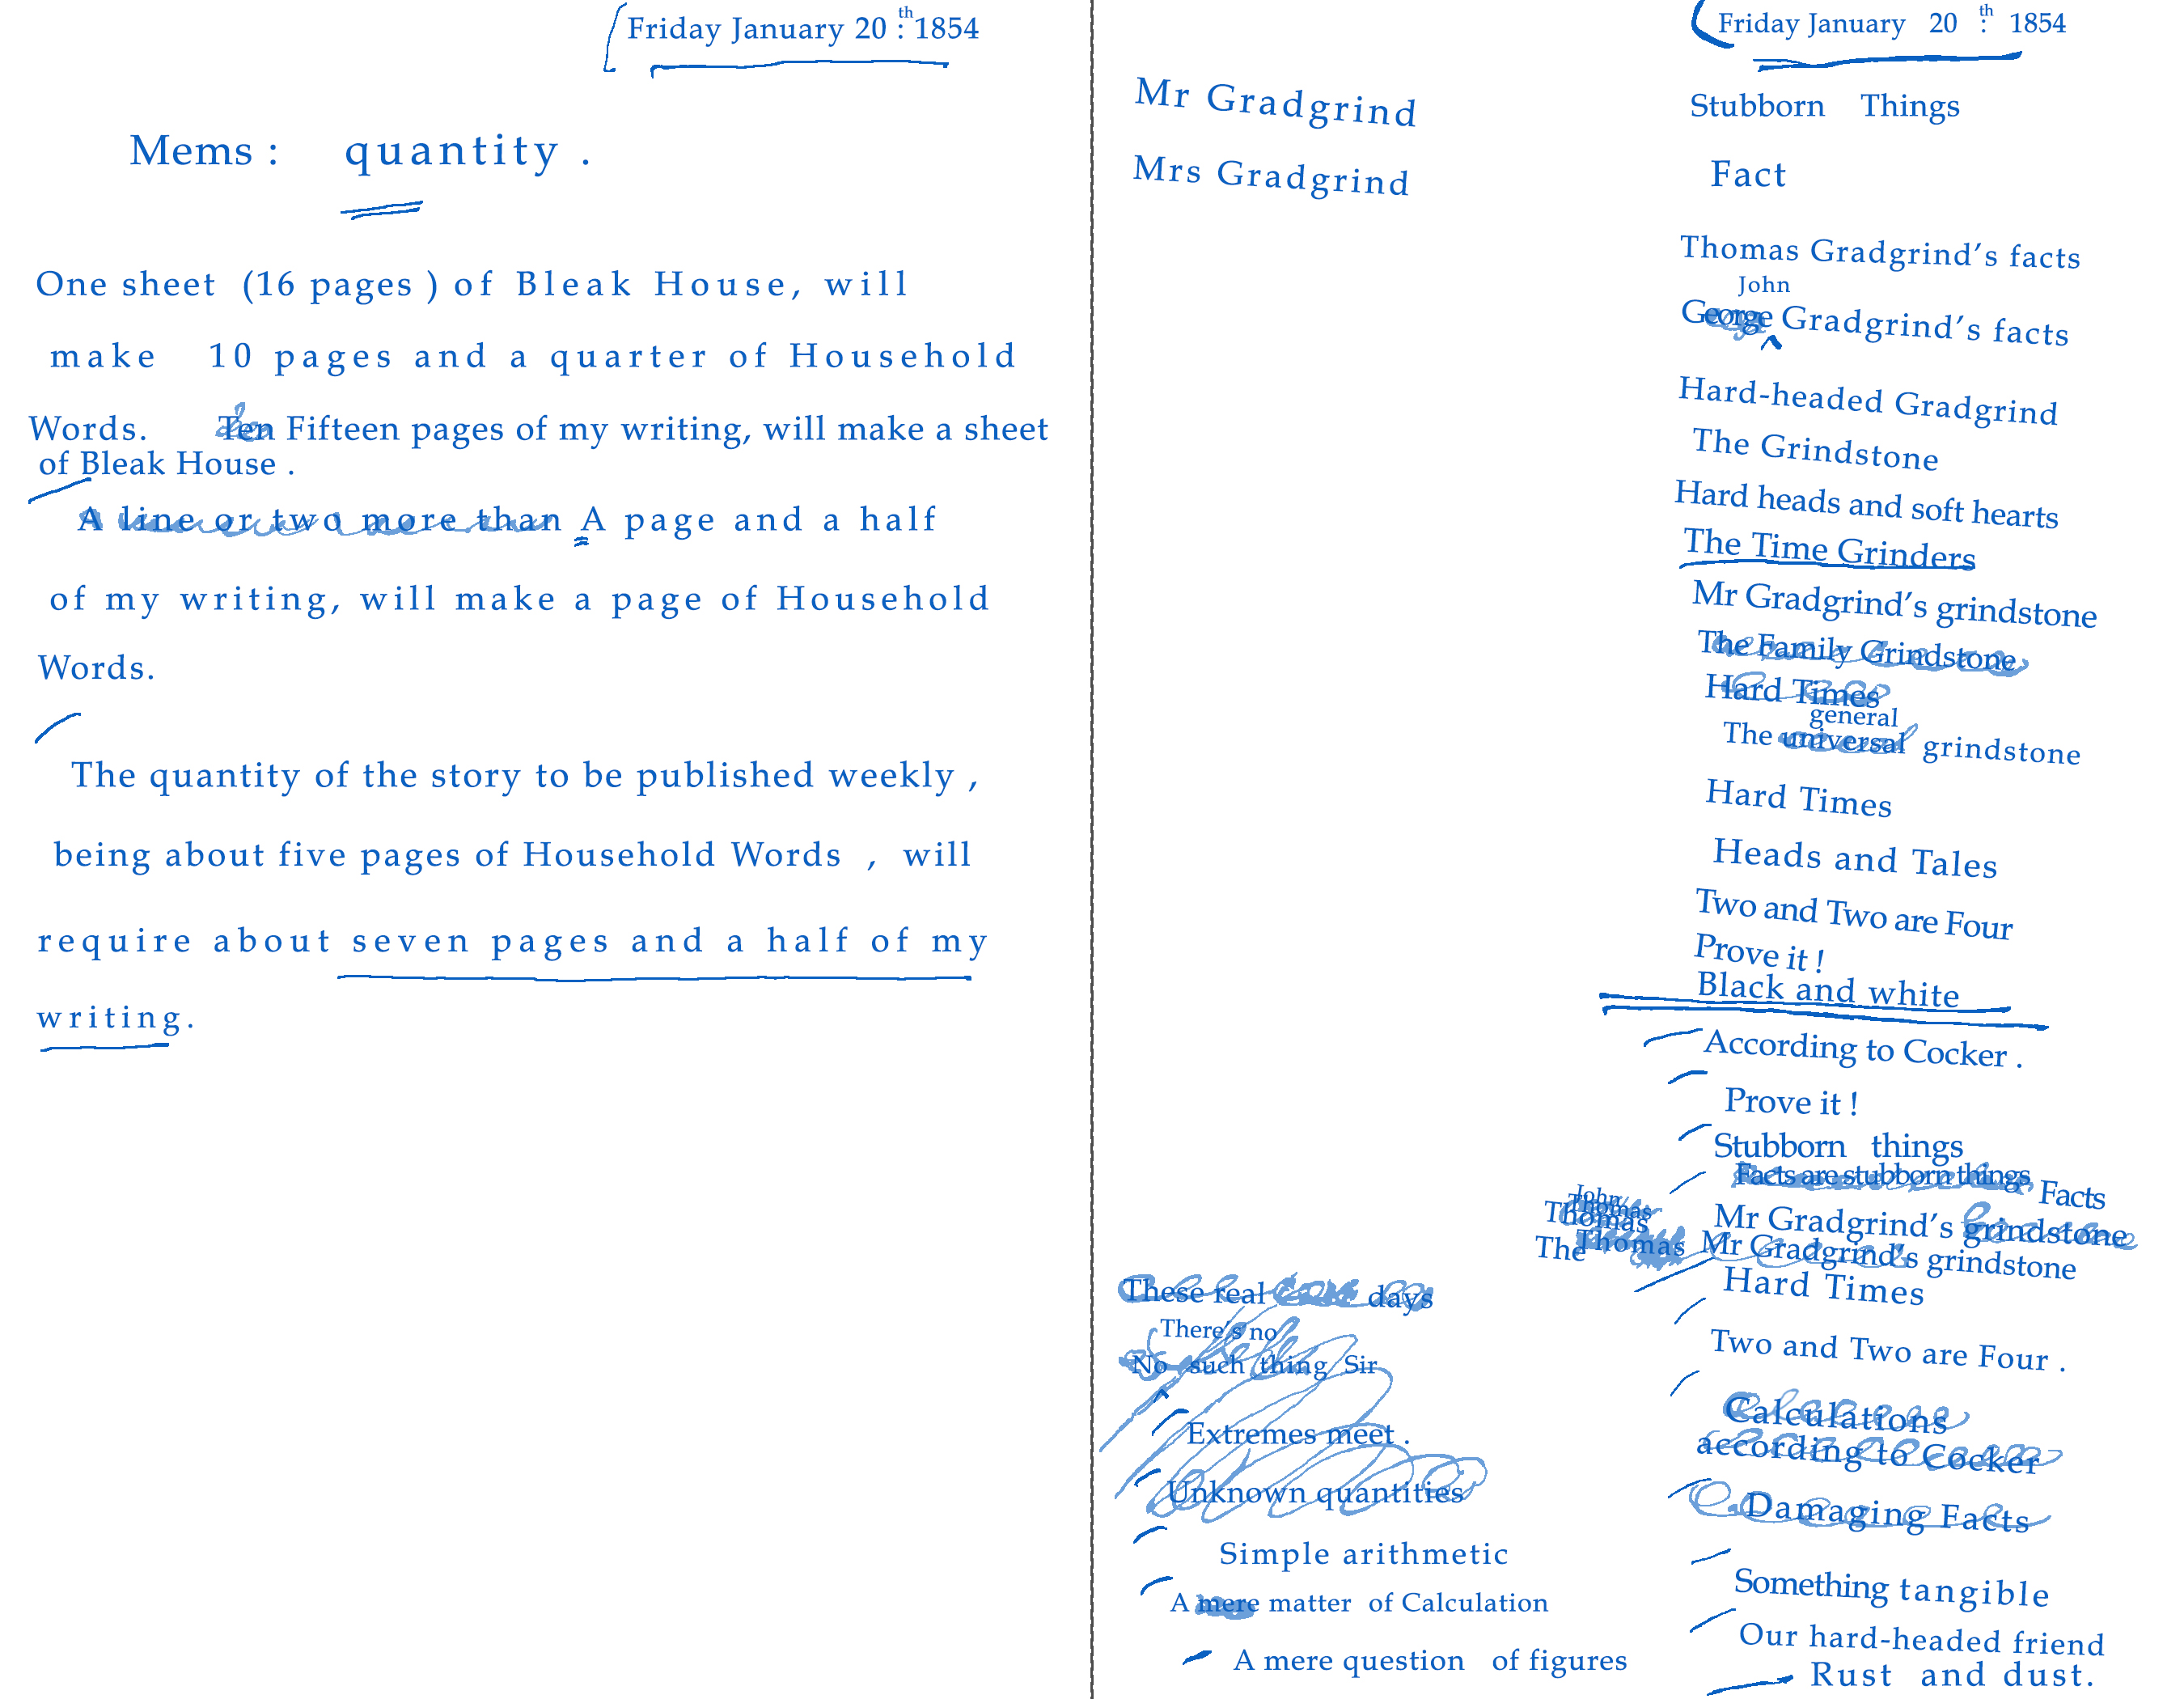 Friday January 20th 1854
Mems: quantity.
One sheet (16 pages) of Bleak House, will
make 10 pages and a quarter of Household
Words. Ten Fifteen pages of my writing, will make a sheet
of Bleak House.
A line or two more than A page and a half
of my writing, will make a page of Household
Words.
The quantity of the story to be published weekly,
being about five pages of Household Words, will
require about seven pages and a half of my
writing.
Friday January 20th 1854
Mr Gradgrind
Mrs Gradgrind
Stubborn Things
Fact
Thomas Gradgrind's facts
John
George Gradgrind's facts
Hard-headed Gradgrind
The Grindstone
Hard heads and soft hearts
The Time Grinders
Mr Gradgrind's grindstone
The Family Grindstone
Hard Times
general
The universal grindstone
Hard Times
Heads and Tales
Two and Two are Four
Prove it!
Black and white
According to Cocker.
Prove it!
Stubborn things
Facts are stubborn things
Facts
John
Thomas
Thomas
Mr Gradgrind's grindstone
The Thomas Mr Gradgrind's grindstone
Hard Times
Two and Two are Four.
Calculations
according to Cocker
Damaging Facts
Something tangible
Our hard-headed friend
Rust and dust.
These real days
There's no
No such thing Sir
Extremes meet.
Unknown quantities
Simple arithmetic
A mere matter of Calculation
A mere question of figures